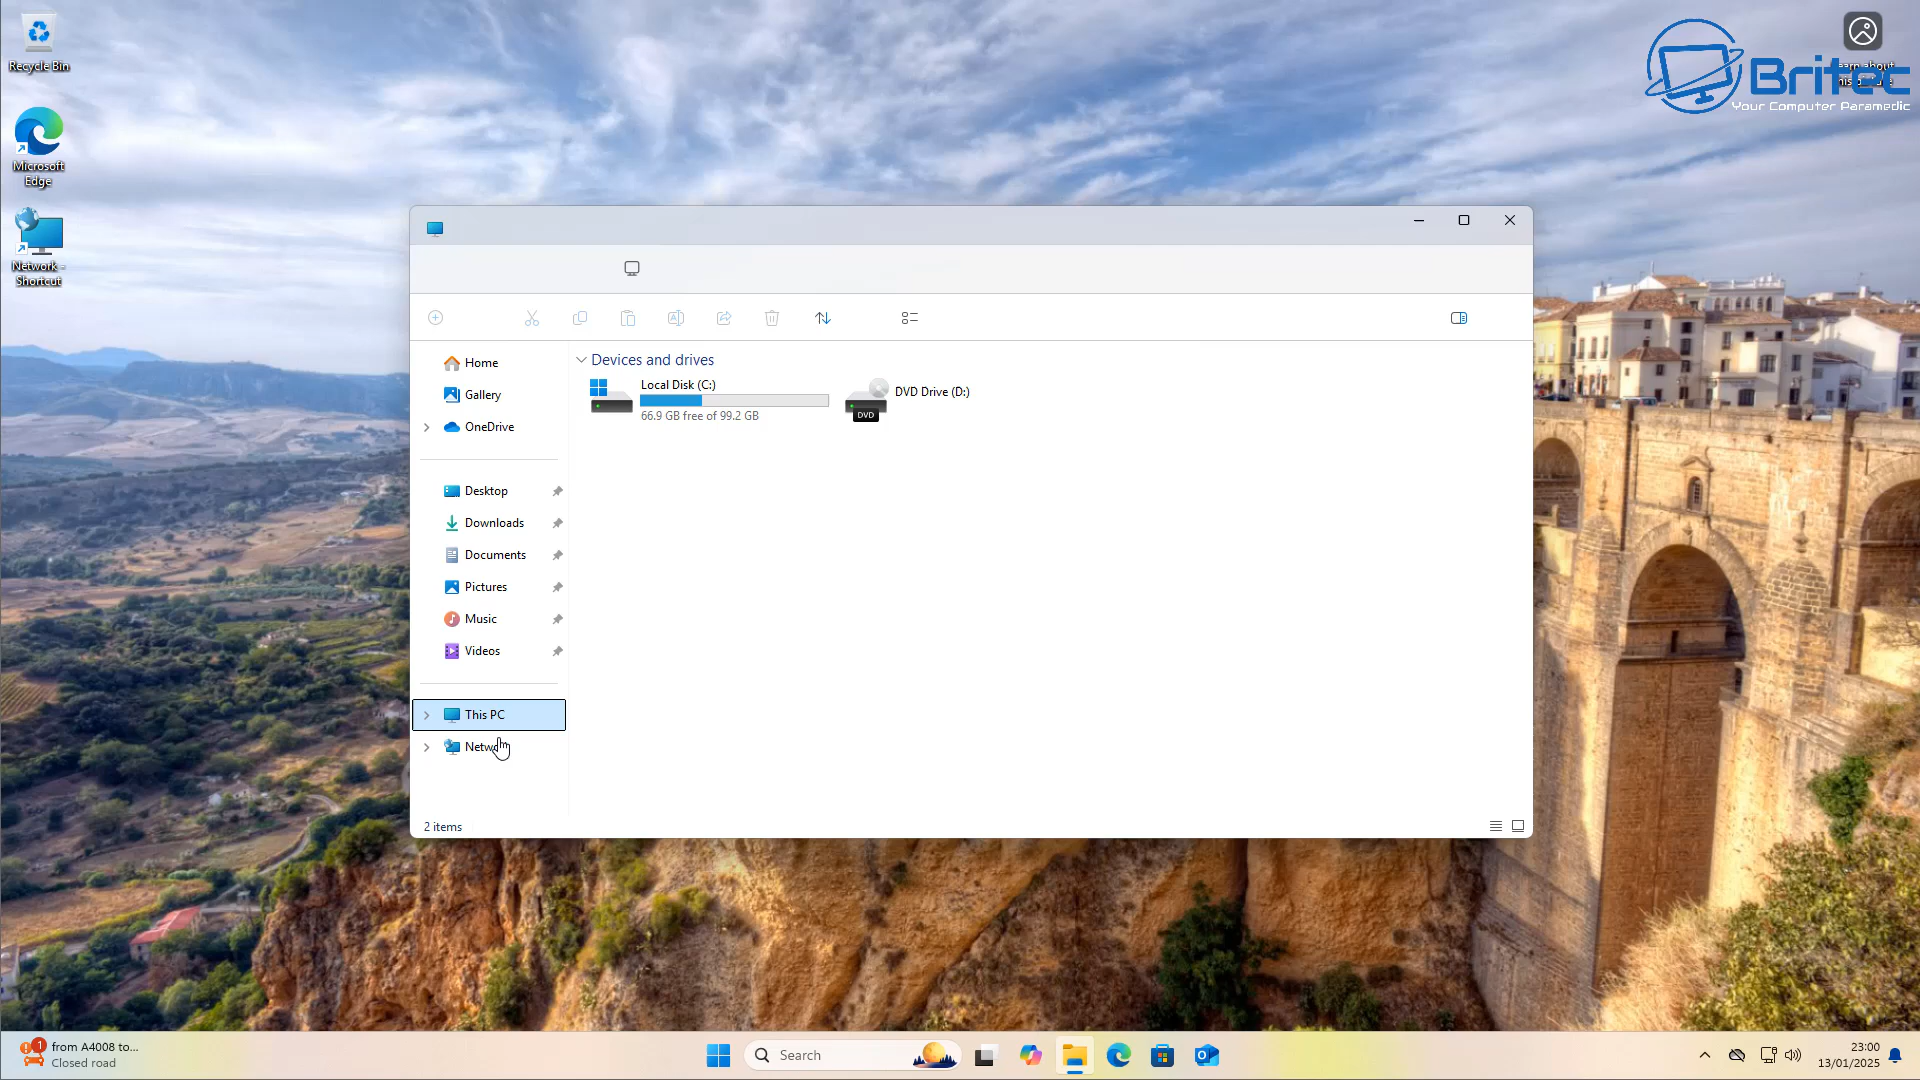 Recycle Bin
Microsoft
Edge
Network -
Shortcut
Britec
Your Computer Paramedic
Devices and drives
Local Disk (C:)
66.9 GB free of 99.2 GB
DVD Drive (D:)
DVD
Home
Gallery
OneDrive
Desktop
Downloads
Documents
Pictures
Music
Videos
This PC
2 items
1
from A4008 to...
Closed road
Search
23:00
13/01/2025